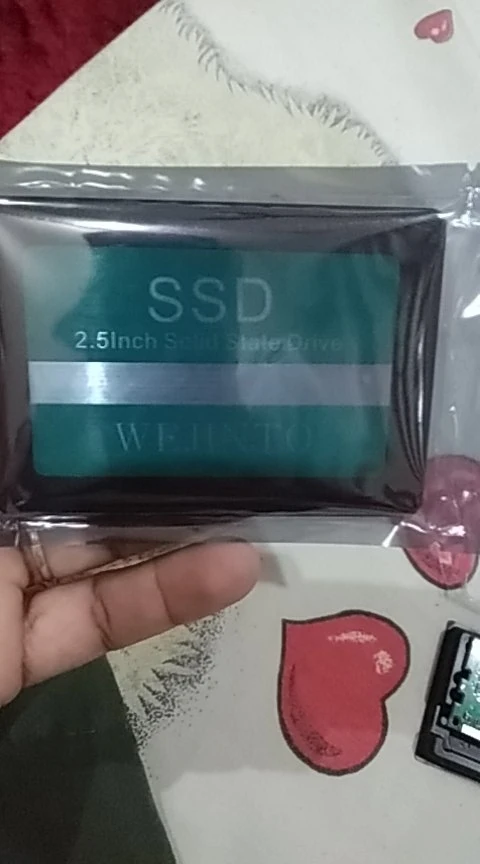 SSD
2.5Inch Solid State Drive